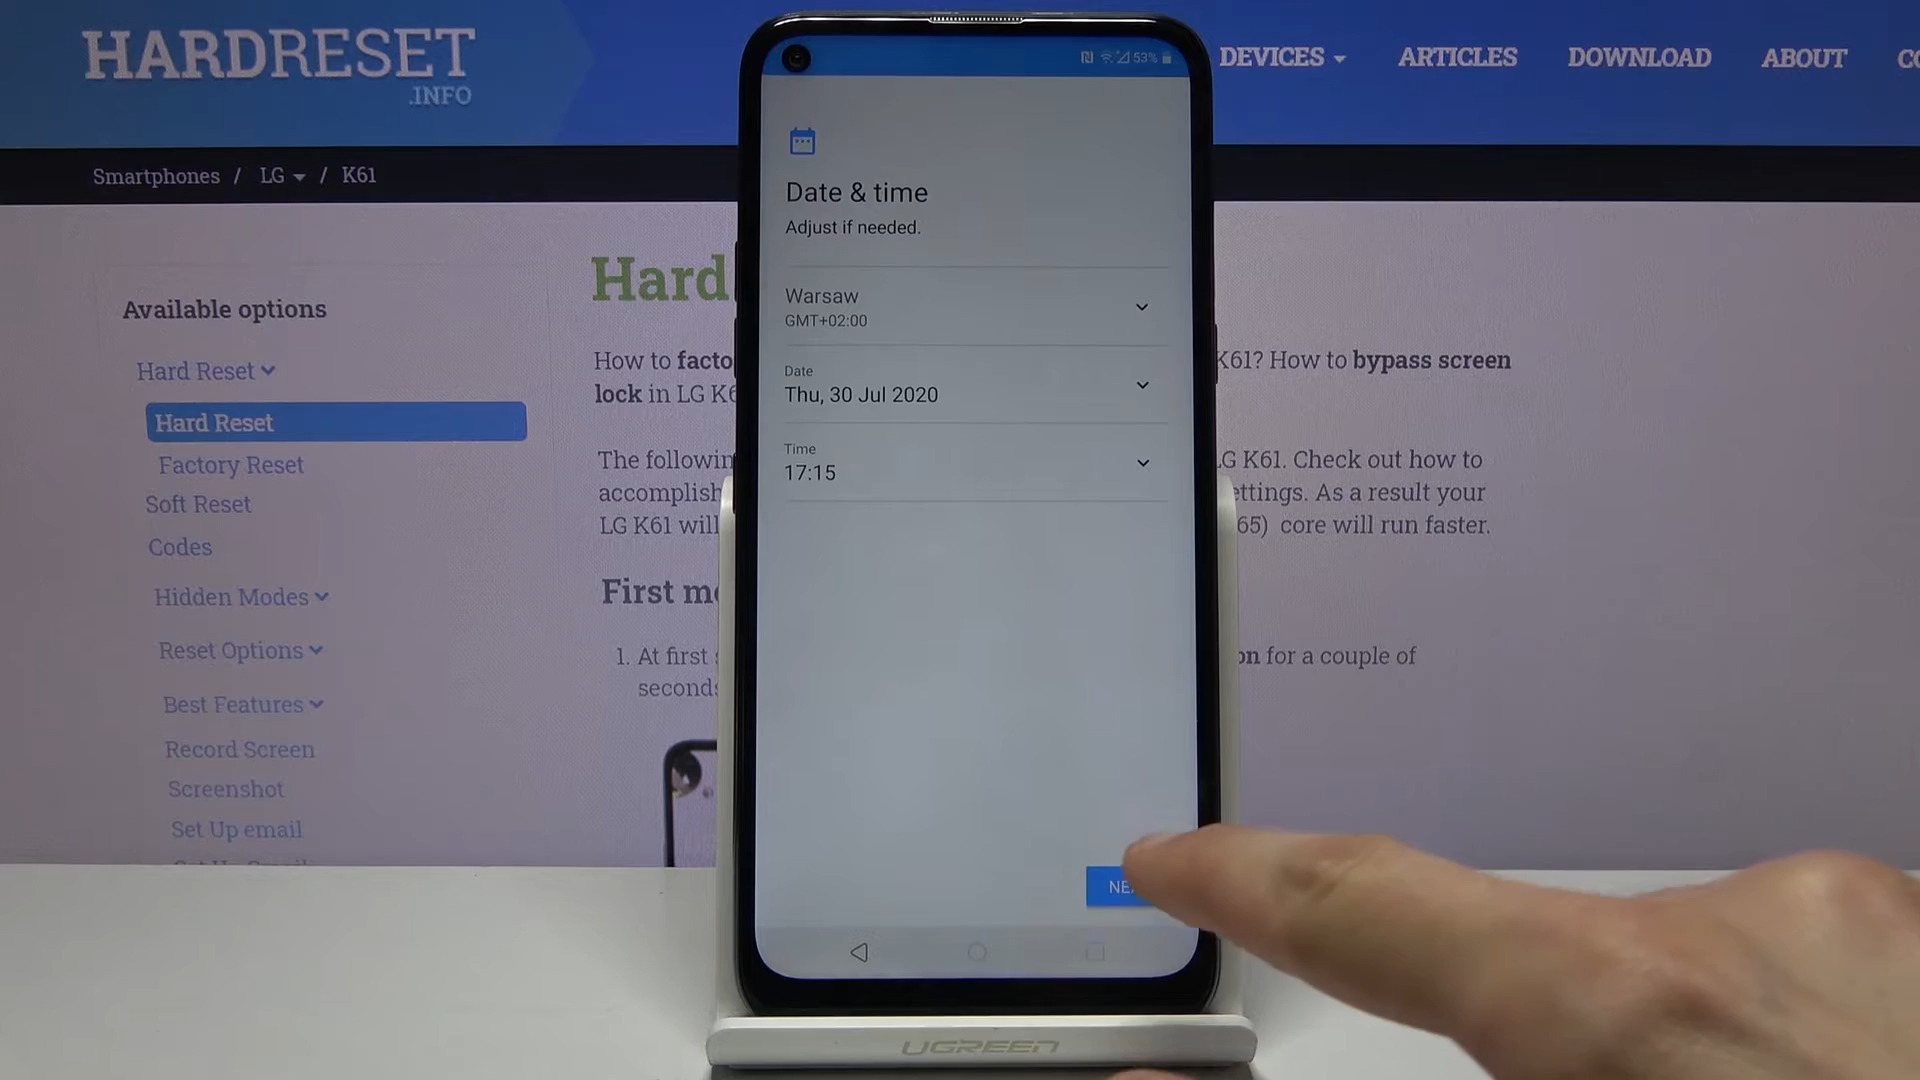 HARDRESET
.INFO
DEVICES
ARTICLES
DOWNLOAD
ABOUT
Smartphones / LG / K61
Available options
Hard Reset
Hard Reset
Factory Reset
Soft Reset
Codes
Hidden Modes
Reset Options
Best Features
Record Screen
Screenshot
Set Up email
Hard
How to facto
K61? How to bypass screen
lock in LG K6
The followin
LG K61. Check out how to
accomplish
ettings. As a result your
LG K61 will
65) core will run faster.
First me
1. At first
on for a couple of
seconds
53%
Date & time
Adjust if needed.
Warsaw
GMT+02:00
Date
Thu, 30 Jul 2020
Time
17:15
NE
UGREEN